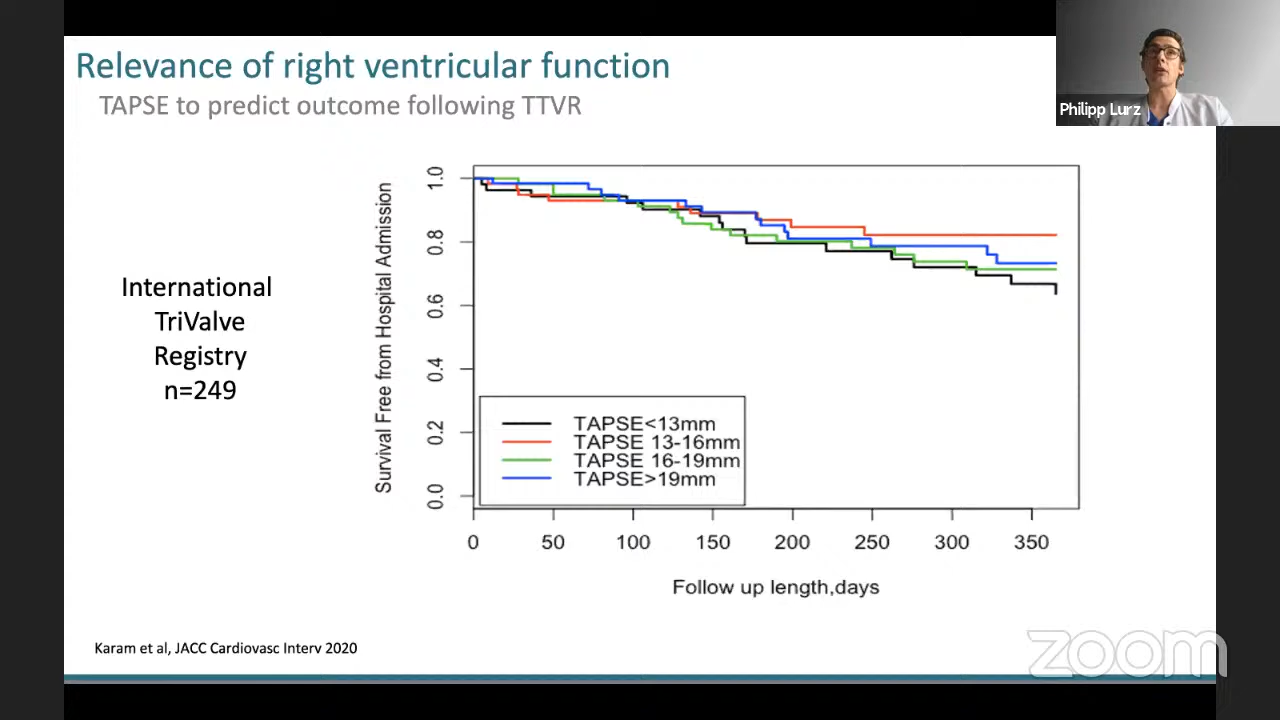 Relevance of right ventricular function
TAPSE to predict outcome following TTVR
Philipp Lurz
International
TriValve
Registry
n=249
Survival Free from Hospital Admission
1.0
0.8
0.6
0.4
0.2
0.0
TAPSE<13mm
TAPSE 13-16mm
TAPSE 16-19mm
TAPSE>19mm
0 50 100 150 200 250 300 350
Follow up length,days
Karam et al, JACC Cardiovasc Interv 2020
zoom